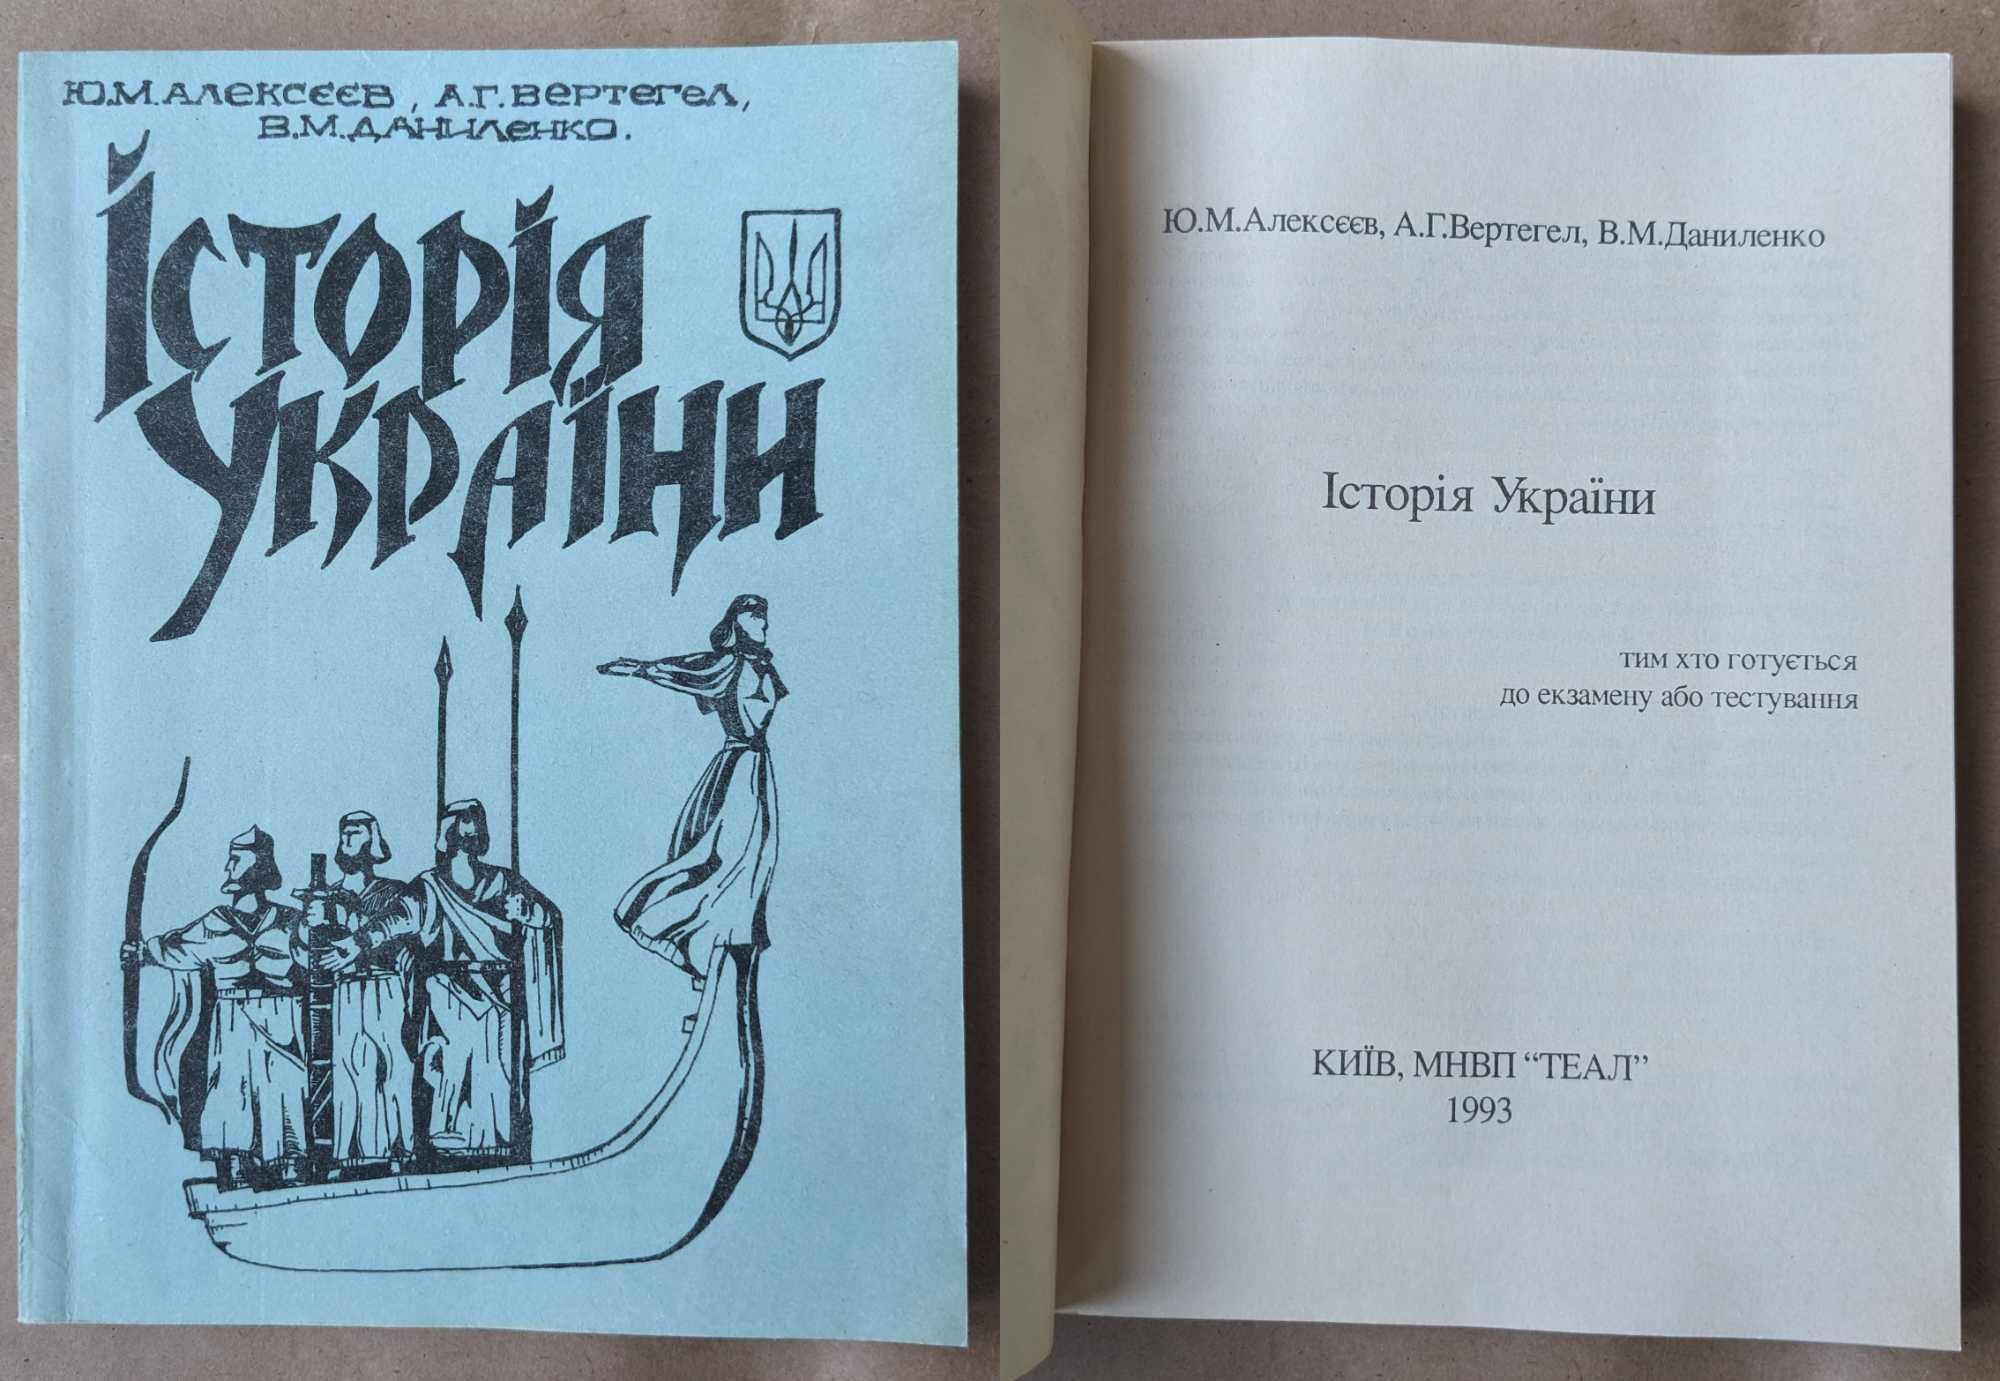 Ю.М.АЛЕКСЄЄВ, А.Г.ВЕРТЕГЕЛ,
В.М.ДАНИЛЕНКО.
Історія
України
Ю.М.Алексєєв, А.Г.Вертегел, В.М.Даниленко
Історія України
тим хто готується
до екзамену або тестування
КИЇВ, МНВП “ТЕАЛ”
1993